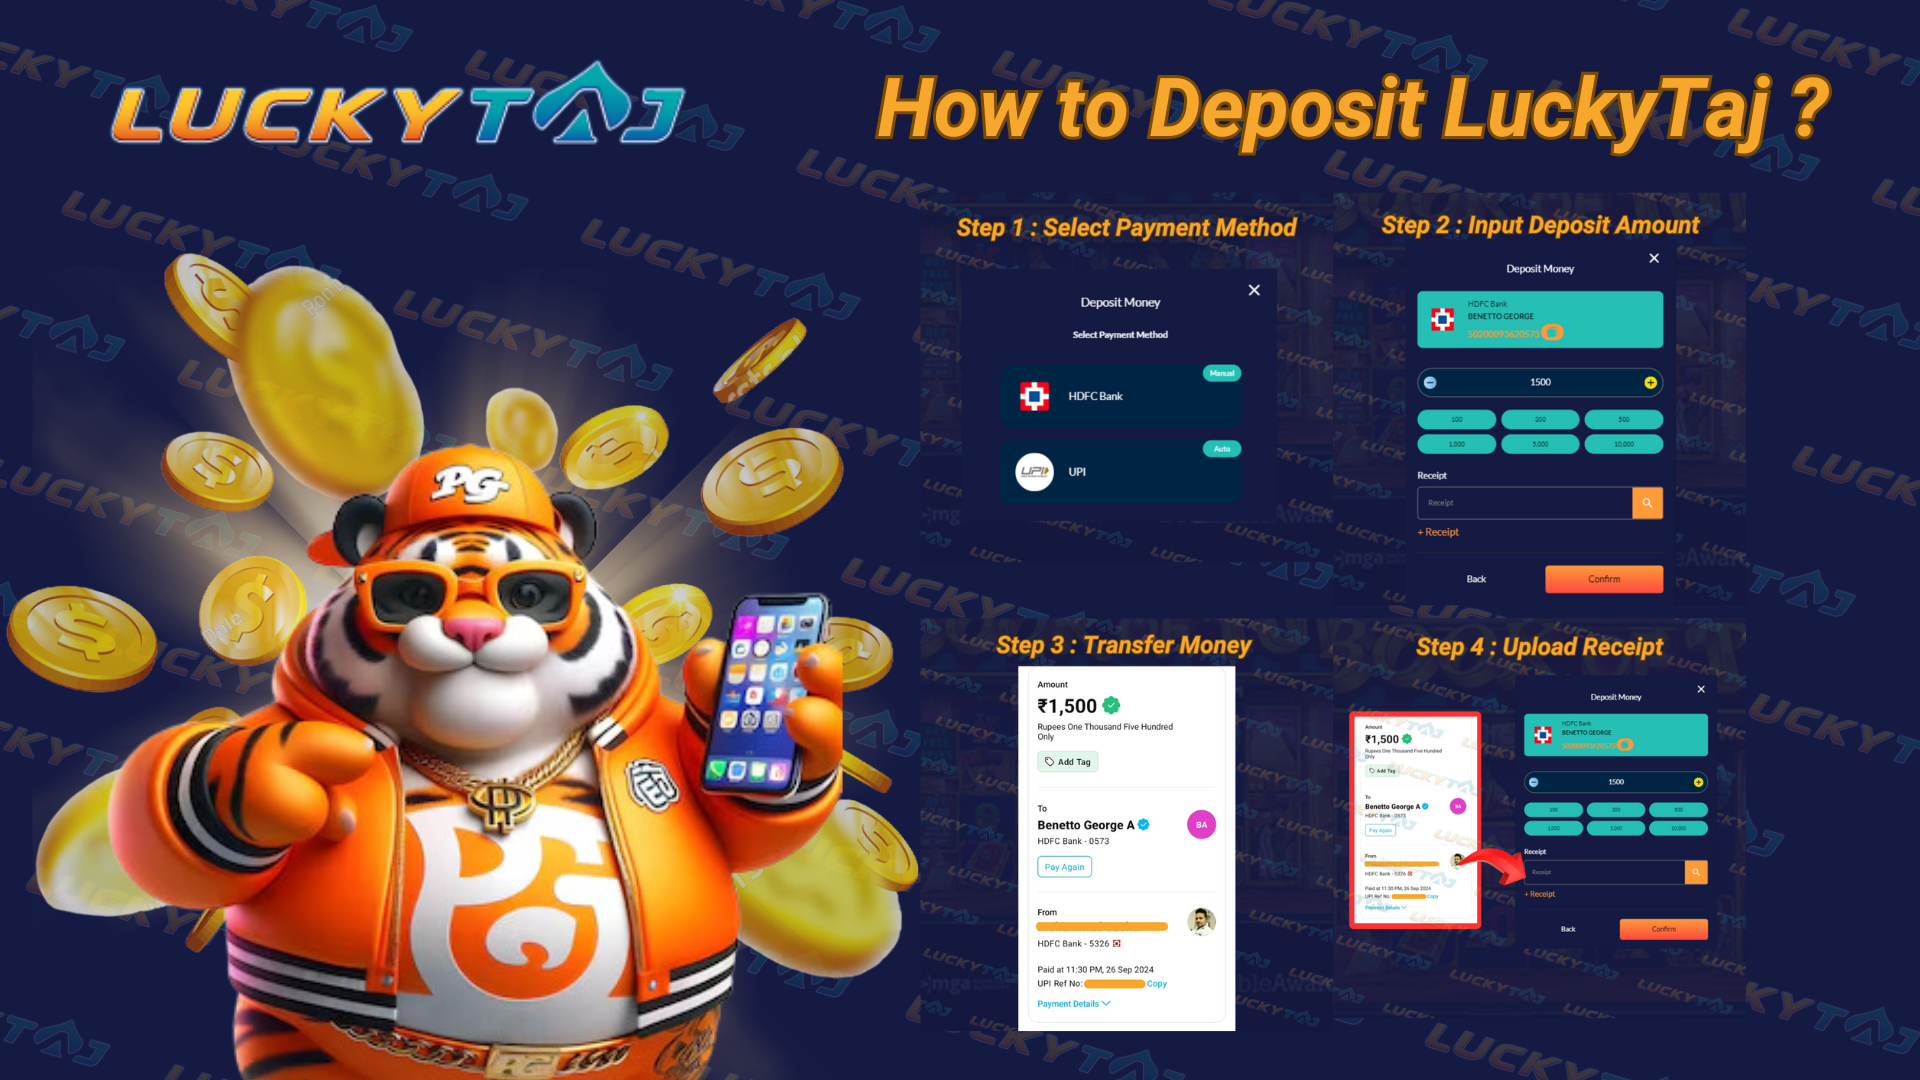 LUCKYTAJ
How to Deposit LuckyTaj ?
Step 1 : Select Payment Method
Deposit Money
Select Payment Method
Manual
HDFC Bank
Auto
UPI
UPI
Step 2 : Input Deposit Amount
Deposit Money
HDFC Bank
BENETTO GEORGE
50200093620573
1500
100 300 500
1,000 5,000 10,000
Receipt
Receipt
+ Receipt
Back Confirm
PG
Step 3 : Transfer Money
Amount
₹1,500
Rupees One Thousand Five Hundred
Only
Add Tag
To
Benetto George A
BA
HDFC Bank - 0573
Pay Again
From
HDFC Bank - 5326
Paid at 11:30 PM, 26 Sep 2024
UPI Ref No: Copy
Payment Details
Step 4 : Upload Receipt
Amount
₹1,500
Rupees One Thousand Five Hundred
Only
Add Tag
To
Benetto George A
BA
HDFC Bank - 0573
Pay Again
From
HDFC Bank - 5326
Paid at 11:30 PM, 26 Sep 2024
UPI Ref No: Copy
Payment Details
Deposit Money
HDFC Bank
BENETTO GEORGE
50200093620573
1500
100 300 500
1,000 5,000 10,000
Receipt
Receipt
+ Receipt
Back Confirm